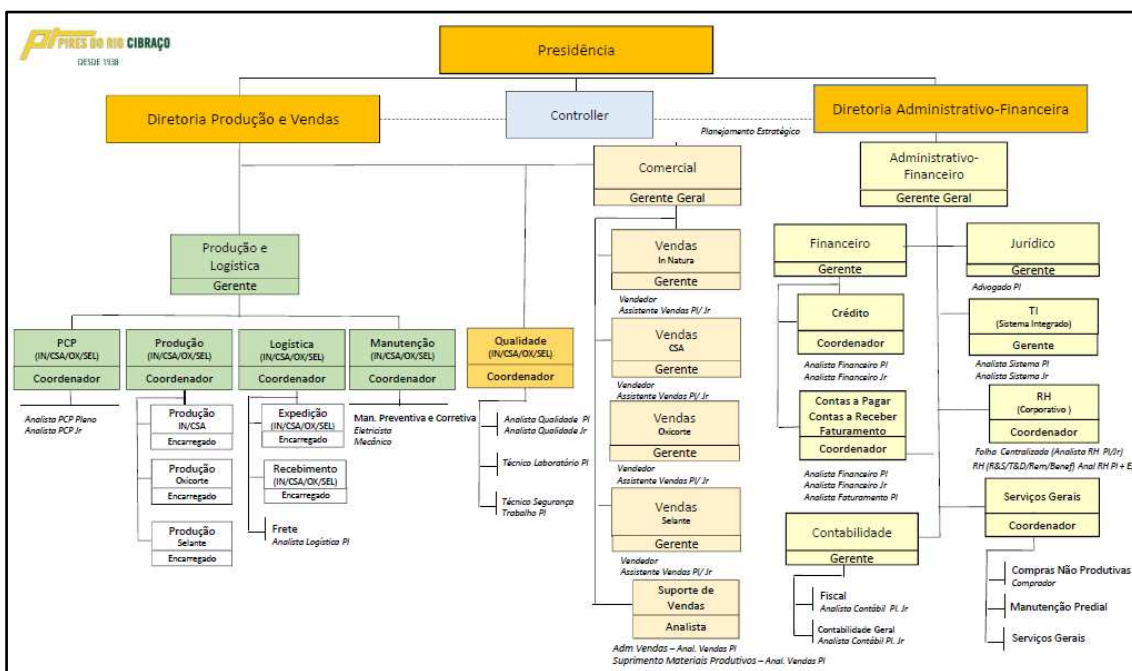 PT PIRES DO RIO CIBRAÇO
DESDE 1938
Presidência
Diretoria Produção e Vendas
Controller
Diretoria Administrativo-Financeira
Planejamento Estratégico
Comercial
Gerente Geral
Administrativo-
Financeiro
Gerente Geral
Produção e
Logística
Gerente
PCP
(IN/CSA/OX/SEL)
Coordenador
Analista PCP Pleno
Analista PCP Jr
Produção
(IN/CSA/OX/SEL)
Coordenador
Produção
IN/CSA
Encarregado
Produção
Oxicorte
Encarregado
Produção
Selante
Encarregado
Logística
(IN/CSA/OX/SEL)
Coordenador
Expedição
(IN/CSA/OX/SEL)
Encarregado
Recebimento
(IN/CSA/OX/SEL)
Encarregado
Frete
Analista Logística Pl
Manutenção
(IN/CSA/OX/SEL)
Coordenador
Man. Preventiva e Corretiva
Eletricista
Mecânico
Qualidade
(IN/CSA/OX/SEL)
Coordenador
Analista Qualidade Pl
Analista Qualidade Jr
Técnico Laboratório Pl
Técnico Segurança
Trabalho Pl
Vendas
In Natura
Gerente
Vendedor
Assistente Vendas Pl/ Jr
Vendas
CSA
Gerente
Vendedor
Assistente Vendas Pl/ Jr
Vendas
Oxicorte
Gerente
Vendedor
Assistente Vendas Pl/ Jr
Vendas
Selante
Gerente
Vendedor
Assistente Vendas Pl/ Jr
Suporte de
Vendas
Analista
Adm Vendas – Anal. Vendas Pl
Suprimento Materiais Produtivos – Anal. Vendas Pl
Financeiro
Gerente
Crédito
Coordenador
Analista Financeiro Pl
Analista Financeiro Jr
Contas a Pagar
Contas a Receber
Faturamento
Coordenador
Analista Financeiro Pl
Analista Financeiro Jr
Analista Faturamento Pl
Contabilidade
Gerente
Fiscal
Analista Contábil Pl. Jr
Contabilidade Geral
Analista Contábil Pl. Jr
Jurídico
Gerente
Advogado Pl
TI
(Sistema Integrado)
Gerente
Analista Sistema Pl
Analista Sistema Jr
RH
(Corporativo )
Coordenador
Folha Centralizada (Analista RH Pl/Jr)
RH (R&S/T&D/Rem/Benef) Anal RH Pl + E
Serviços Gerais
Coordenador
Compras Não Produtivas
Comprador
Manutenção Predial
Serviços Gerais